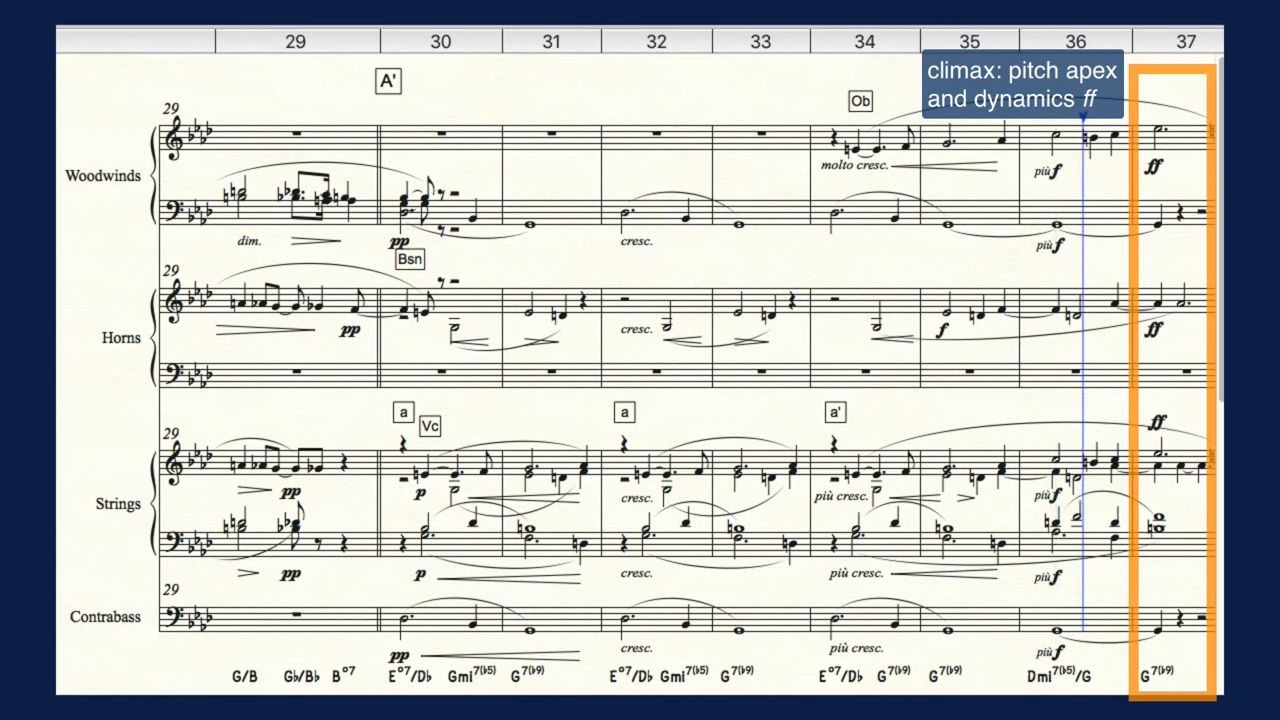 29 30 31 32 33 34 35 36 37
climax: pitch apex
and dynamics ff
A'
Ob
29
Woodwinds
molto cresc. più f ff
dim. pp cresc. più f
Bsn
29
Horns
pp cresc. f ff
a Vc a a'
29
ff
Strings
pp p cresc. più cresc. più f
pp p cresc. più cresc. più f
29
Contrabass
pp cresc. più cresc. più f
G/B G♭/B♭ B°7 E°7/D♭ Gmi7(♭5) G7(♭9) E°7/D♭ Gmi7(♭5) G7(♭9) E°7/D♭ G7(♭9) G7(♭9) Dmi7(♭5)/G G7(♭9)